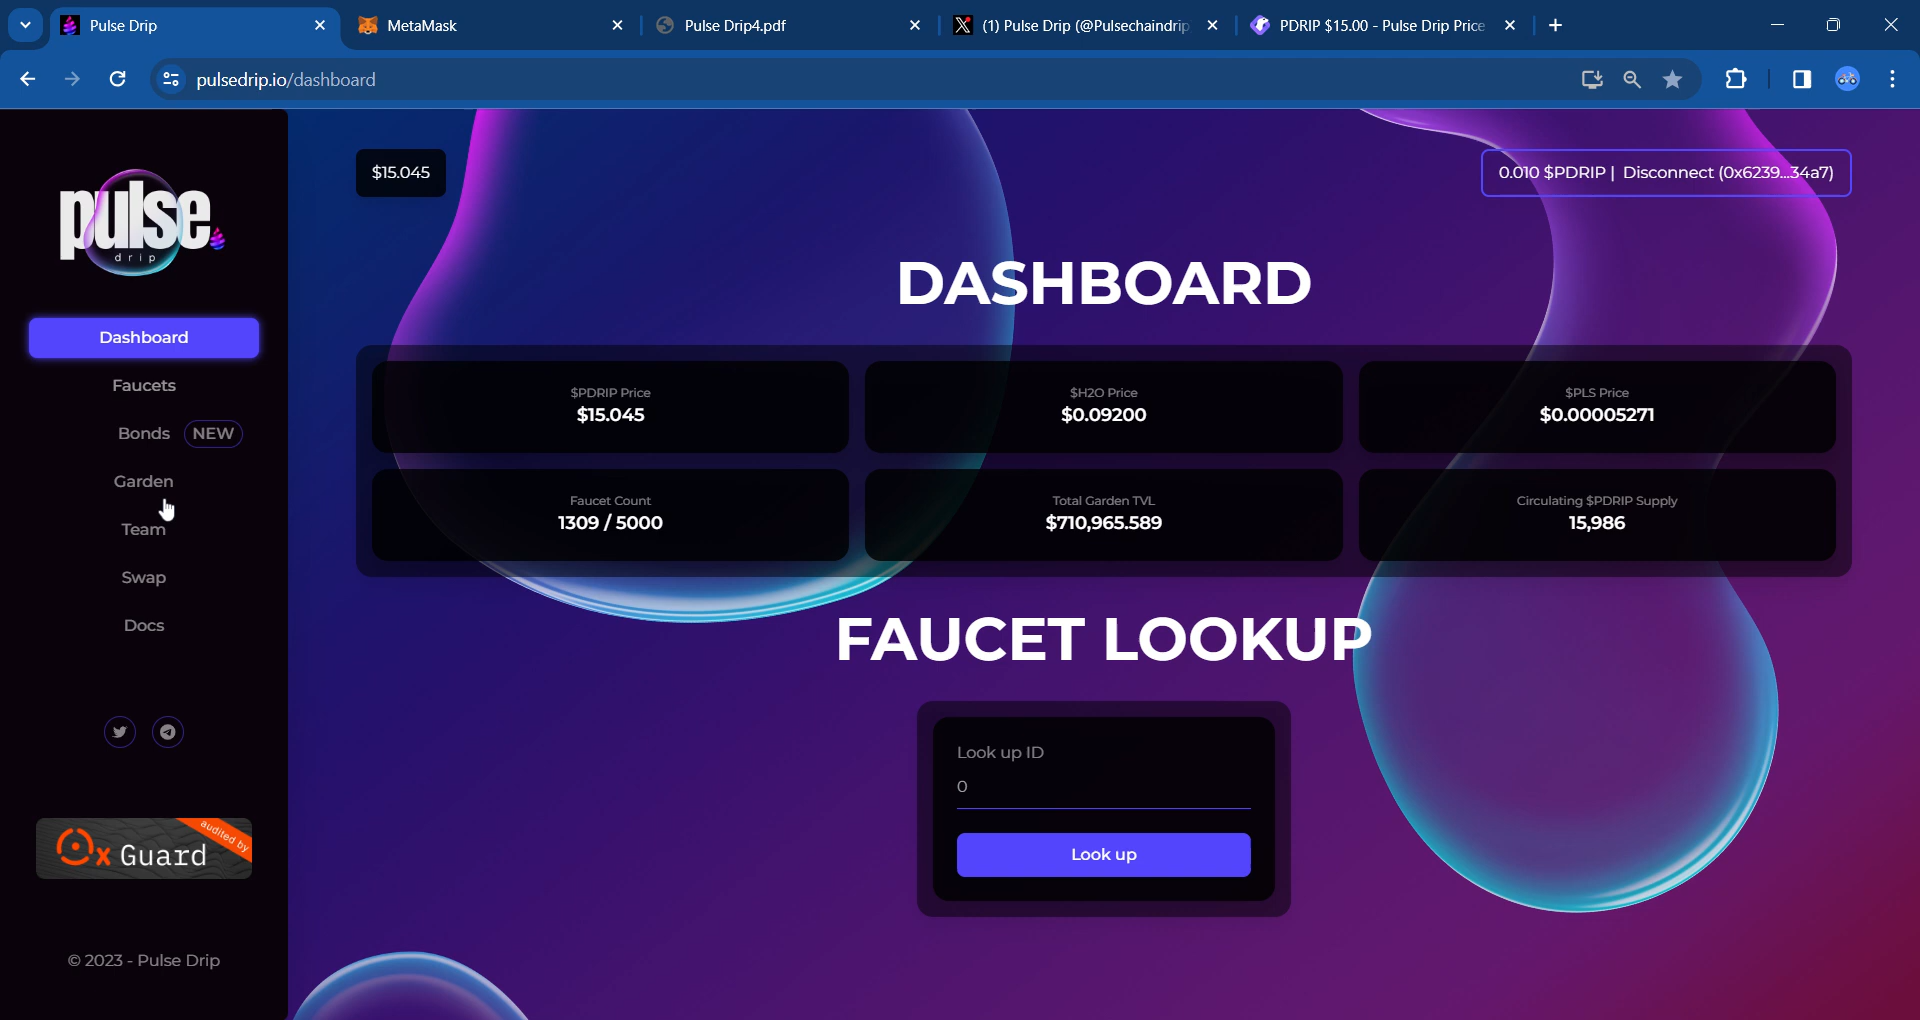 Pulse Drip
MetaMask
Pulse Drip4.pdf
(1) Pulse Drip (@Pulsechaindrip
PDRIP $15.00 - Pulse Drip Price
pulsedrip.io/dashboard
pulse
drip
Dashboard
Faucets
Bonds NEW
Garden
Team
Swap
Docs
audited by
Ox Guard
© 2023 - Pulse Drip
$15.045
0.010 $PDRIP | Disconnect (0x6239...34a7)
DASHBOARD
$PDRIP Price
$15.045
$H2O Price
$0.09200
$PLS Price
$0.00005271
Faucet Count
1309 / 5000
Total Garden TVL
$710,965.589
Circulating $PDRIP Supply
15,986
FAUCET LOOKUP
Look up ID
0
Look up